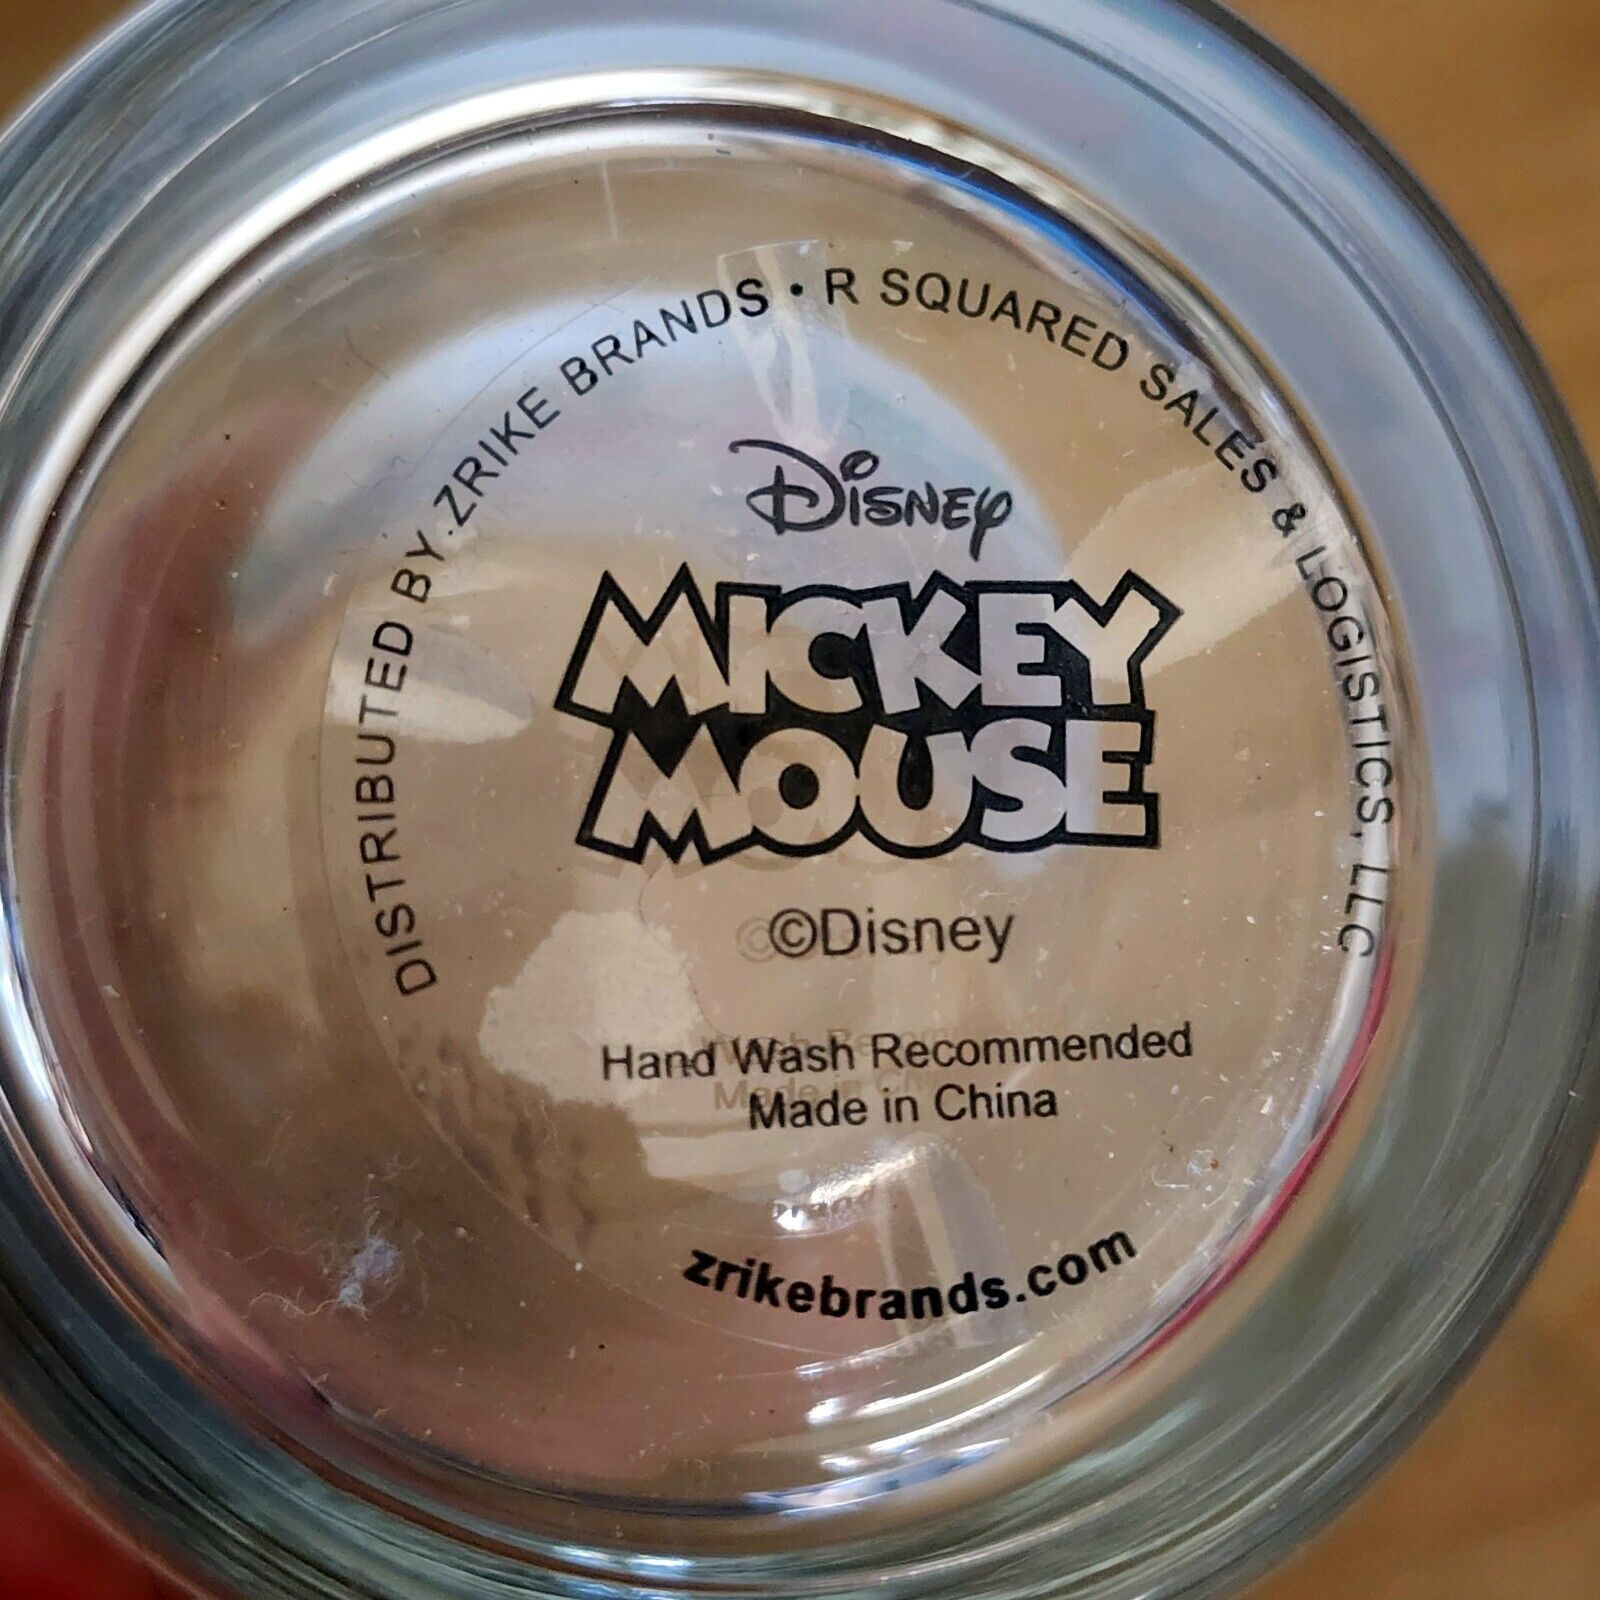 DISTRIBUTED BY ZRIKE BRANDS • R SQUARED SALES & LOGISTICS, LLC
Disney
MICKEY
MOUSE
©Disney
Hand Wash Recommended
Made in China
zrikebrands.com